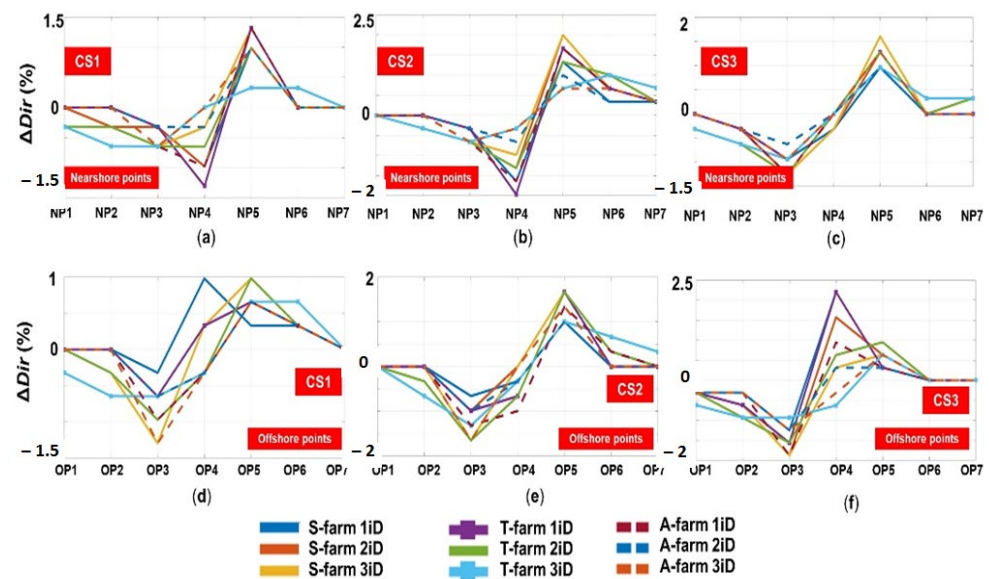 1.5
CS1
0
ΔDir (%)
Nearshore points
– 1.5
NP1 NP2 NP3 NP4 NP5 NP6 NP7
(a)
2.5
CS2
0
Nearshore points
– 2
NP1 NP2 NP3 NP4 NP5 NP6 NP7
(b)
2
CS3
0
Nearshore points
– 1.5
NP1 NP2 NP3 NP4 NP5 NP6 NP7
(c)
1
0
ΔDir (%)
CS1
Offshore points
– 1.5
OP1 OP2 OP3 OP4 OP5 OP6 OP7
(d)
2
0
CS2
Offshore points
– 2
OP1 OP2 OP3 OP4 OP5 OP6 OP7
(e)
2.5
0
CS3
Offshore points
– 2
OP1 OP2 OP3 OP4 OP5 OP6 OP7
(f)
S-farm 1iD T-farm 1iD A-farm 1iD
S-farm 2iD T-farm 2iD A-farm 2iD
S-farm 3iD T-farm 3iD A-farm 3iD